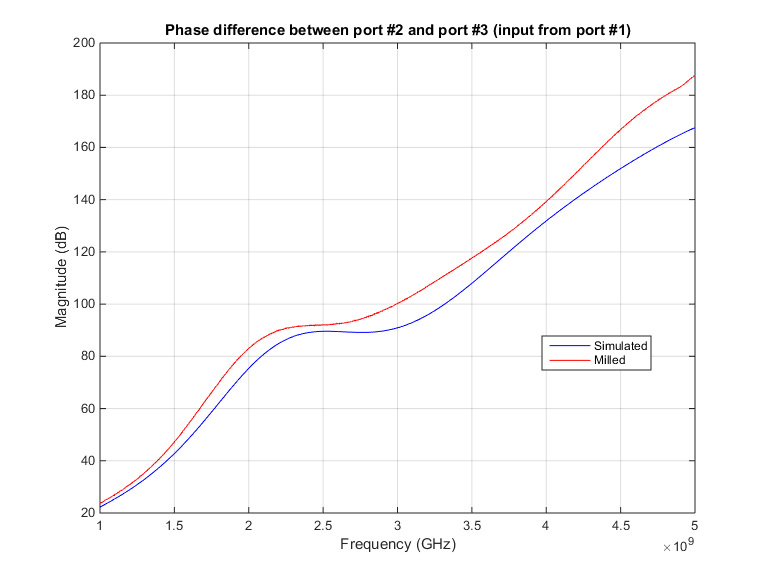 Phase difference between port #2 and port #3 (input from port #1)
200
180
160
140
120
100
80
60
40
20
Magnitude (dB)
Simulated
Milled
1 1.5 2 2.5 3 3.5 4 4.5 5
Frequency (GHz)
×10⁹